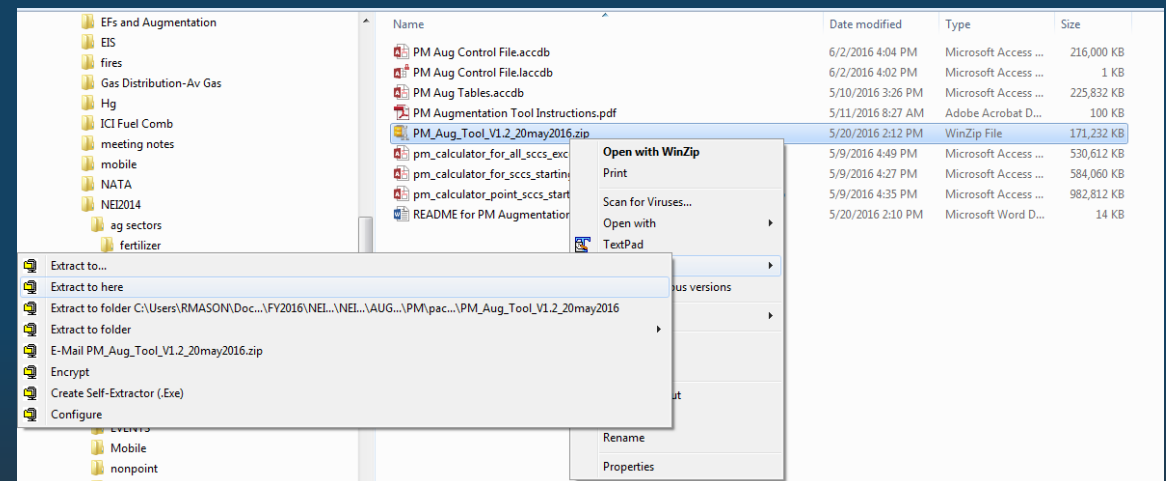 EFs and Augmentation
EIS
fires
Gas Distribution-Av Gas
Hg
ICI Fuel Comb
meeting notes
mobile
NATA
NEI2014
ag sectors
fertilizer
Name Date modified Type Size
PM Aug Control File.accdb 6/2/2016 4:04 PM Microsoft Access ... 216,000 KB
PM Aug Control File.laccdb 6/2/2016 4:02 PM Microsoft Access ... 1 KB
PM Aug Tables.accdb 5/10/2016 3:26 PM Microsoft Access ... 225,832 KB
PM Augmentation Tool Instructions.pdf 5/11/2016 8:27 AM Adobe Acrobat D... 100 KB
PM_Aug_Tool_V1.2_20may2016.zip 5/20/2016 2:12 PM WinZip File 171,232 KB
pm_calculator_for_all_sccs_exc 5/9/2016 4:49 PM Microsoft Access ... 530,612 KB
pm_calculator_for_sccs_starting 5/9/2016 4:27 PM Microsoft Access ... 584,060 KB
pm_calculator_point_sccs_start 5/9/2016 4:35 PM Microsoft Access ... 982,812 KB
README for PM Augmentation 5/20/2016 2:10 PM Microsoft Word D... 14 KB
Open with WinZip
Print
Scan for Viruses...
Open with
TextPad
ous versions
ut
Rename
Properties
Extract to...
Extract to here
Extract to folder C:\Users\RMASON\Doc...\FY2016\NEI...\NEI...\AUG...\PM\pac...\PM_Aug_Tool_V1.2_20may2016
Extract to folder
E-Mail PM_Aug_Tool_V1.2_20may2016.zip
Encrypt
Create Self-Extractor (.Exe)
Configure
EVENTS
Mobile
nonpoint